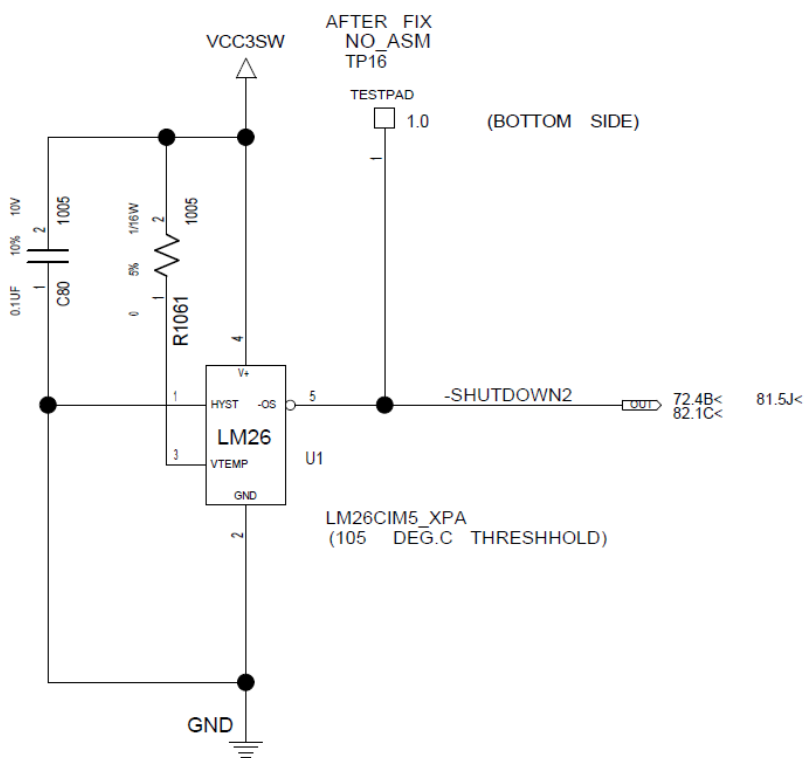 AFTER FIX
NO_ASM
TP16
VCC3SW
TESTPAD
1.0 (BOTTOM SIDE)
1
0.1UF 10% 10V
1 2
C80 1005
0 5% 1/16W
1 2
R1061 1005
4
V+
1 HYST -OS 5
-SHUTDOWN2
OUT
72.4B< 81.5J<
82.1C<
LM26
3 VTEMP
U1
GND
2
LM26CIM5_XPA
(105 DEG.C THRESHHOLD)
GND